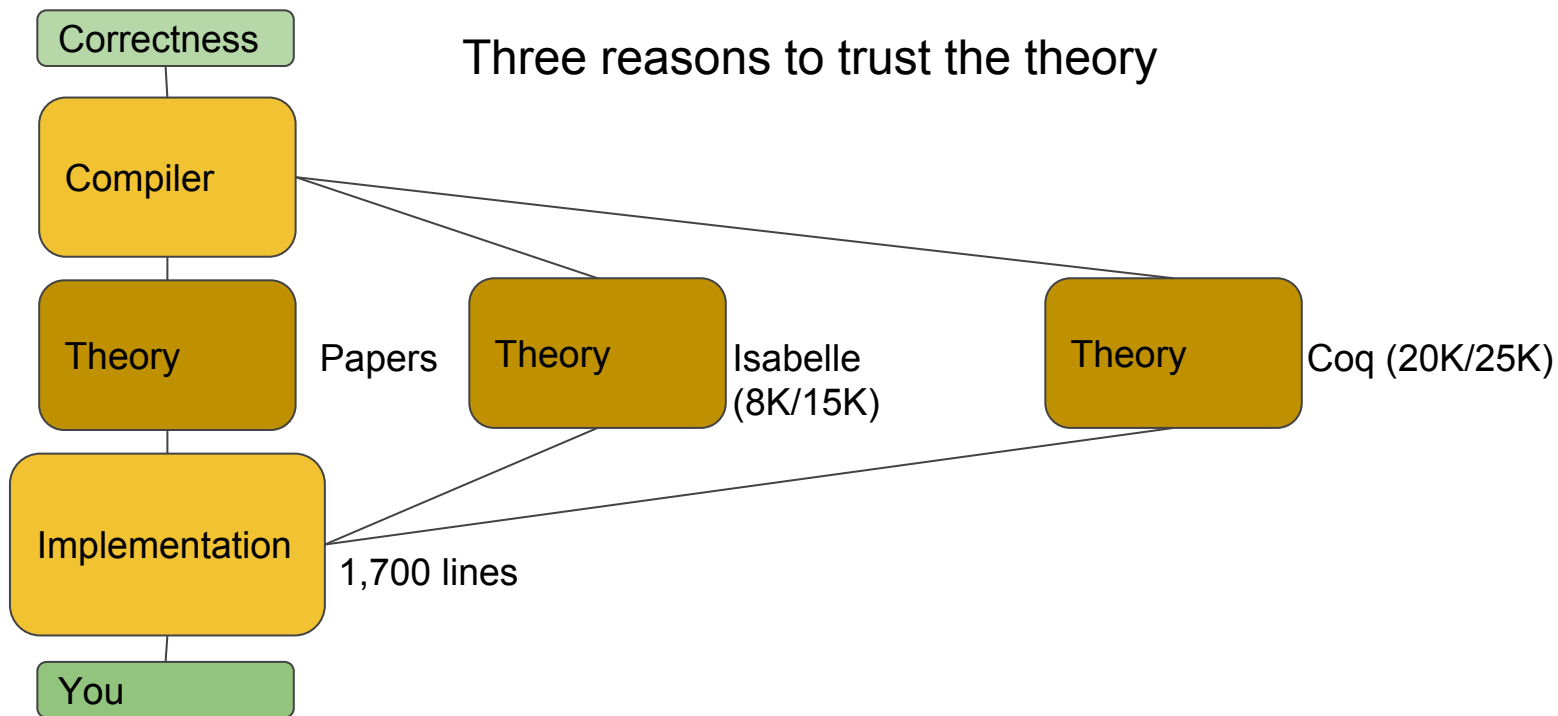 Correctness
Three reasons to trust the theory
Compiler
Theory
Papers
Theory
Isabelle
(8K/15K)
Theory
Coq (20K/25K)
Implementation
1,700 lines
You